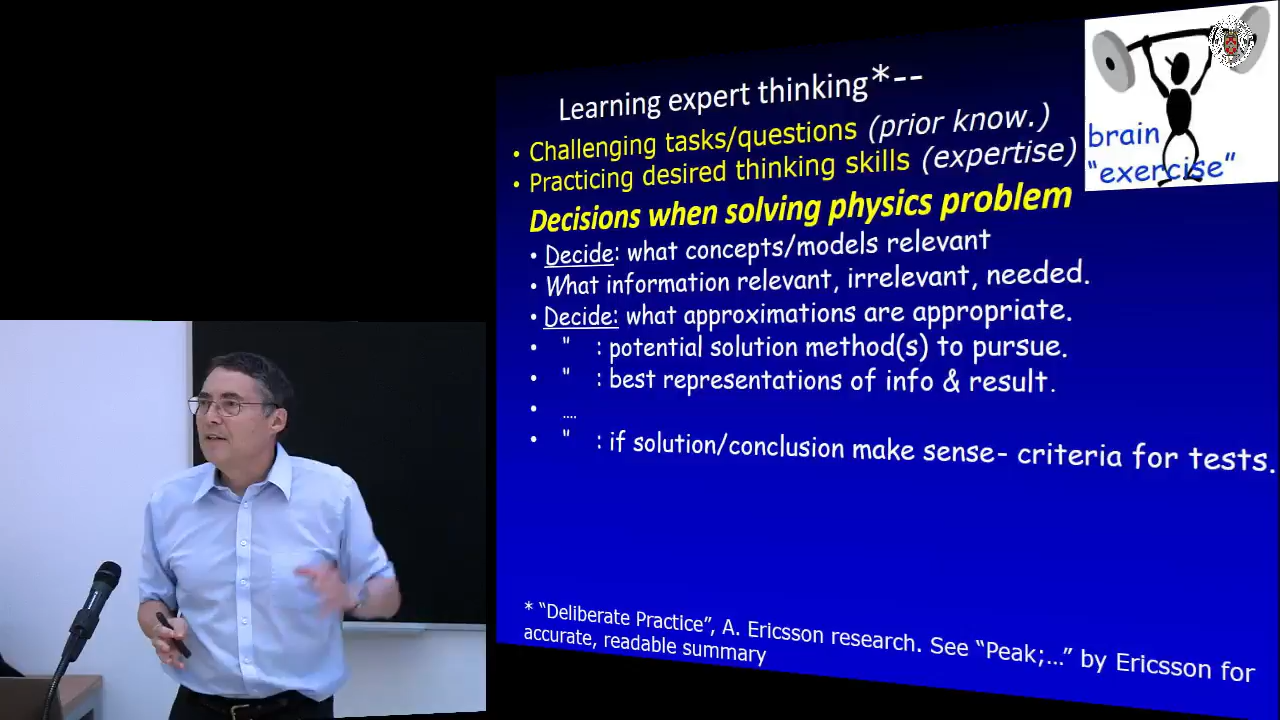 Learning expert thinking*--
• Challenging tasks/questions (prior know.)
• Practicing desired thinking skills (expertise)
brain
"exercise"
Decisions when solving physics problem
• Decide: what concepts/models relevant
• What information relevant, irrelevant, needed.
• Decide: what approximations are appropriate.
• " : potential solution method(s) to pursue.
• " : best representations of info & result.
• ....
• " : if solution/conclusion make sense- criteria for tests.
* "Deliberate Practice", A. Ericsson research. See "Peak;..." by Ericsson for
accurate, readable summary